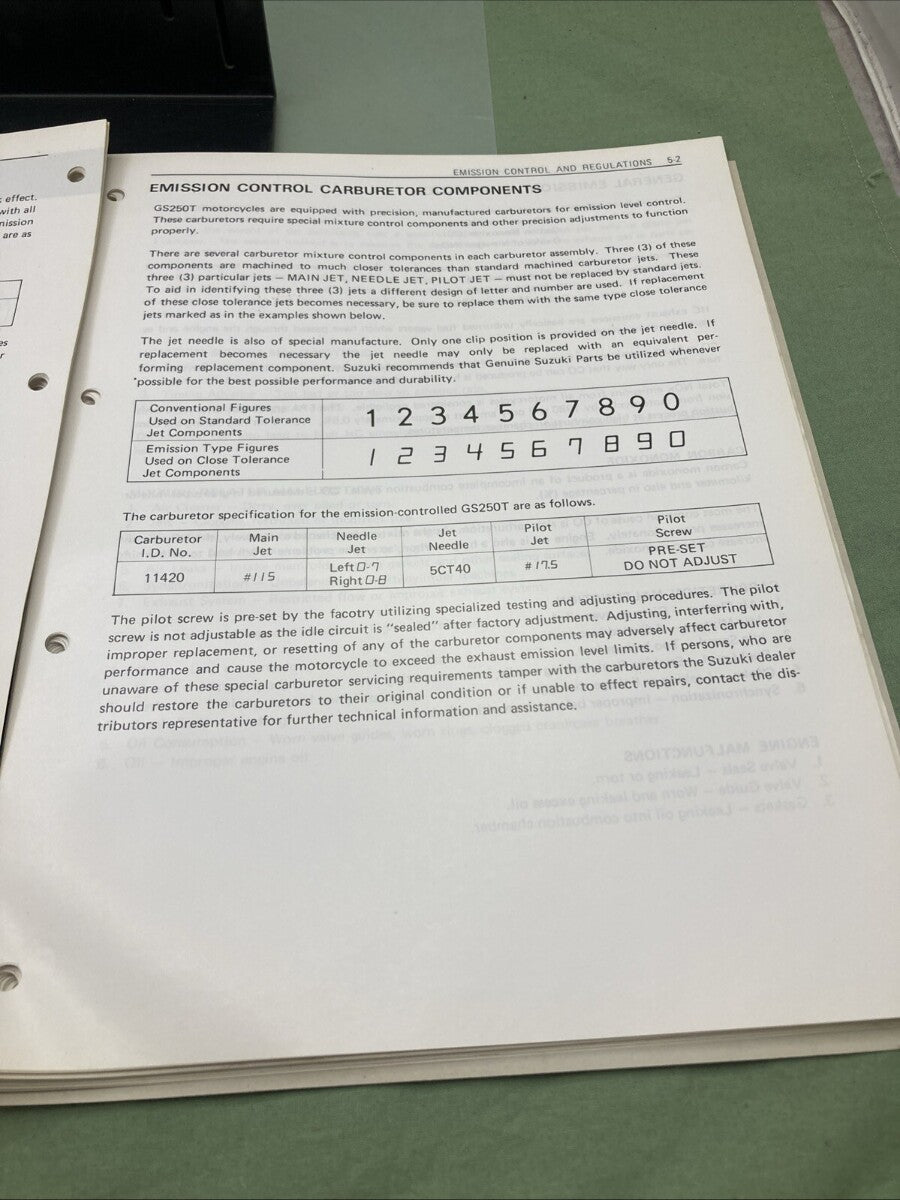 effect.
with all
are as
EMISSION CONTROL AND REGULATIONS 5-2
EMISSION CONTROL CARBURETOR COMPONENTS
GS250T motorcycles are equipped with precision, manufactured carburetors for emission level control.
These carburetors require special mixture control components and other precision adjustments to function
properly.
There are several carburetor mixture control components in each carburetor assembly. Three (3) of these
components are machined to much closer tolerances than standard machined carburetor jets. These
three (3) particular jets — MAIN JET, NEEDLE JET, PILOT JET — must not be replaced by standard jets.
To aid in identifying these three (3) jets a different design of letter and number are used. If replacement
of these close tolerance jets becomes necessary, be sure to replace them with the same type close tolerance
jets marked as in the examples shown below.
The jet needle is also of special manufacture. Only one clip position is provided on the jet needle. If
replacement becomes necessary the jet needle may only be replaced with an equivalent per-
forming replacement component. Suzuki recommends that Genuine Suzuki Parts be utilized whenever
possible for the best possible performance and durability.
Conventional Figures
Used on Standard Tolerance
Jet Components
1 2 3 4 5 6 7 8 9 0
Emission Type Figures
Used on Close Tolerance
Jet Components
1 2 3 4 5 6 7 8 9 0
The carburetor specification for the emission-controlled GS250T are as follows.
Carburetor I.D. No. Main Jet Needle Jet Jet Needle Pilot Jet Pilot Screw
11420 #115 Left O-7 Right O-8 5CT40 #17.5 PRE-SET DO NOT ADJUST
The pilot screw is pre-set by the facotry utilizing specialized testing and adjusting procedures. The pilot
screw is not adjustable as the idle circuit is "sealed" after factory adjustment. Adjusting, interfering with,
improper replacement, or resetting of any of the carburetor components may adversely affect carburetor
performance and cause the motorcycle to exceed the exhaust emission level limits. If persons, who are
unaware of these special carburetor servicing requirements tamper with the carburetors the Suzuki dealer
should restore the carburetors to their original condition or if unable to effect repairs, contact the dis-
tributors representative for further technical information and assistance.